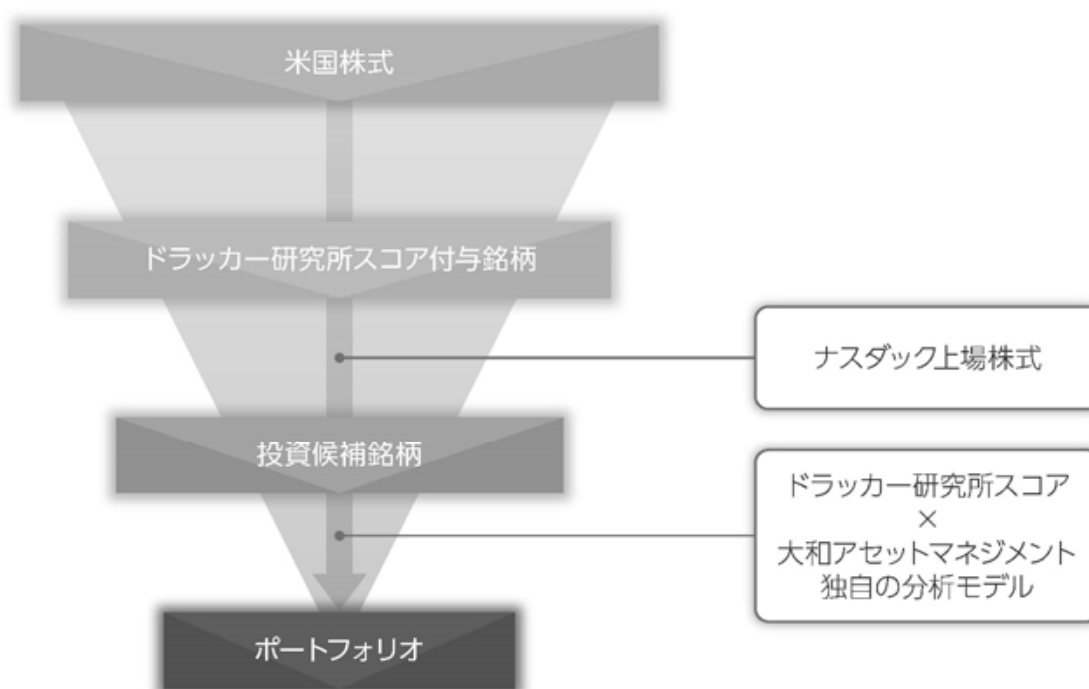 米国株式
ドラッカー研究所スコア付与銘柄
ナスダック上場株式
投資候補銘柄
ドラッカー研究所スコア
×
大和アセットマネジメント
独自の分析モデル
ポートフォリオ